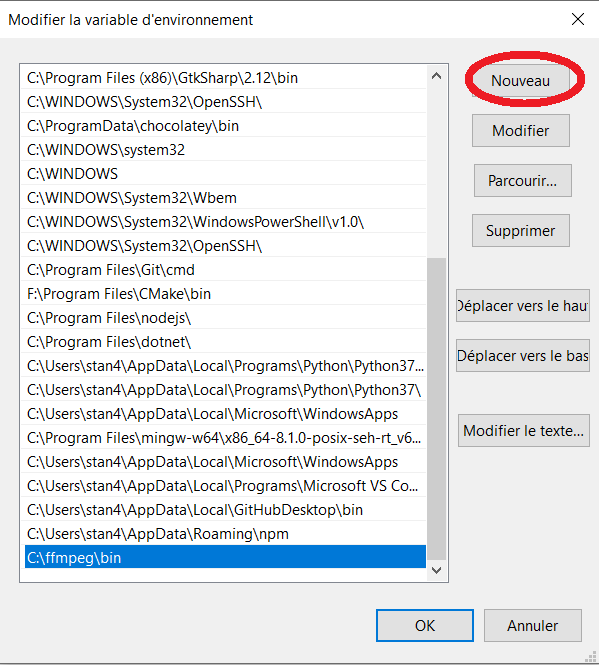 Modifier la variable d'environnement
C:\Program Files (x86)\GtkSharp\2.12\bin
C:\WINDOWS\System32\OpenSSH\
C:\ProgramData\chocolatey\bin
C:\WINDOWS\system32
C:\WINDOWS
C:\WINDOWS\System32\Wbem
C:\WINDOWS\System32\WindowsPowerShell\v1.0\
C:\WINDOWS\System32\OpenSSH\
C:\Program Files\Git\cmd
F:\Program Files\CMake\bin
C:\Program Files\nodejs\
C:\Program Files\dotnet\
C:\Users\stan4\AppData\Local\Programs\Python\Python37...
C:\Users\stan4\AppData\Local\Programs\Python\Python37\
C:\Users\stan4\AppData\Local\Microsoft\WindowsApps
C:\Program Files\mingw-w64\x86_64-8.1.0-posix-seh-rt_v6...
C:\Users\stan4\AppData\Local\Microsoft\WindowsApps
C:\Users\stan4\AppData\Local\Programs\Microsoft VS Co...
C:\Users\stan4\AppData\Local\GitHubDesktop\bin
C:\Users\stan4\AppData\Roaming\npm
C:\ffmpeg\bin
Nouveau
Modifier
Parcourir...
Supprimer
Déplacer vers le haut
Déplacer vers le bas
Modifier le texte...
OK
Annuler